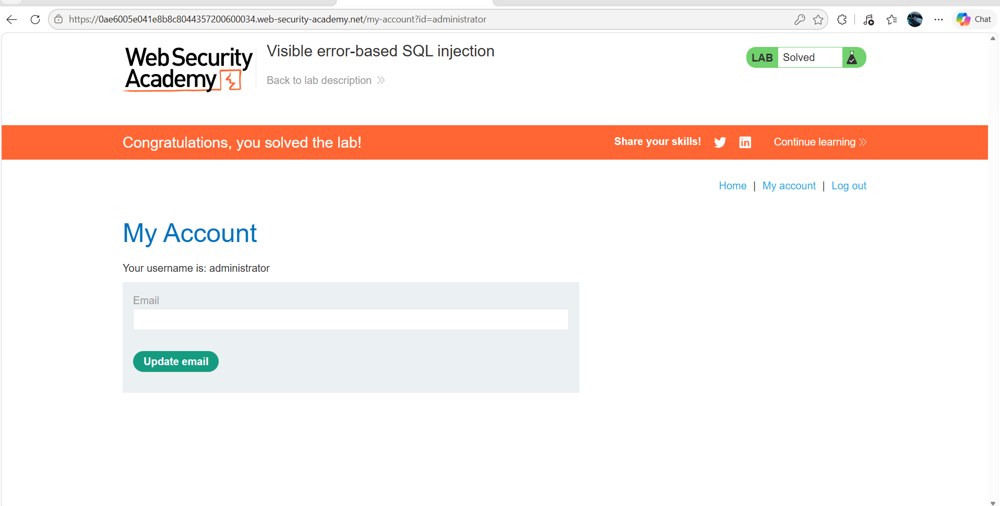 https://0ae6005e041e8b8c8044357200600034.web-security-academy.net/my-account?id=administrator
Chat
Web Security
Academy
Visible error-based SQL injection
Back to lab description
LAB Solved
Congratulations, you solved the lab!
Share your skills!
Continue learning
Home | My account | Log out
My Account
Your username is: administrator
Email
Update email